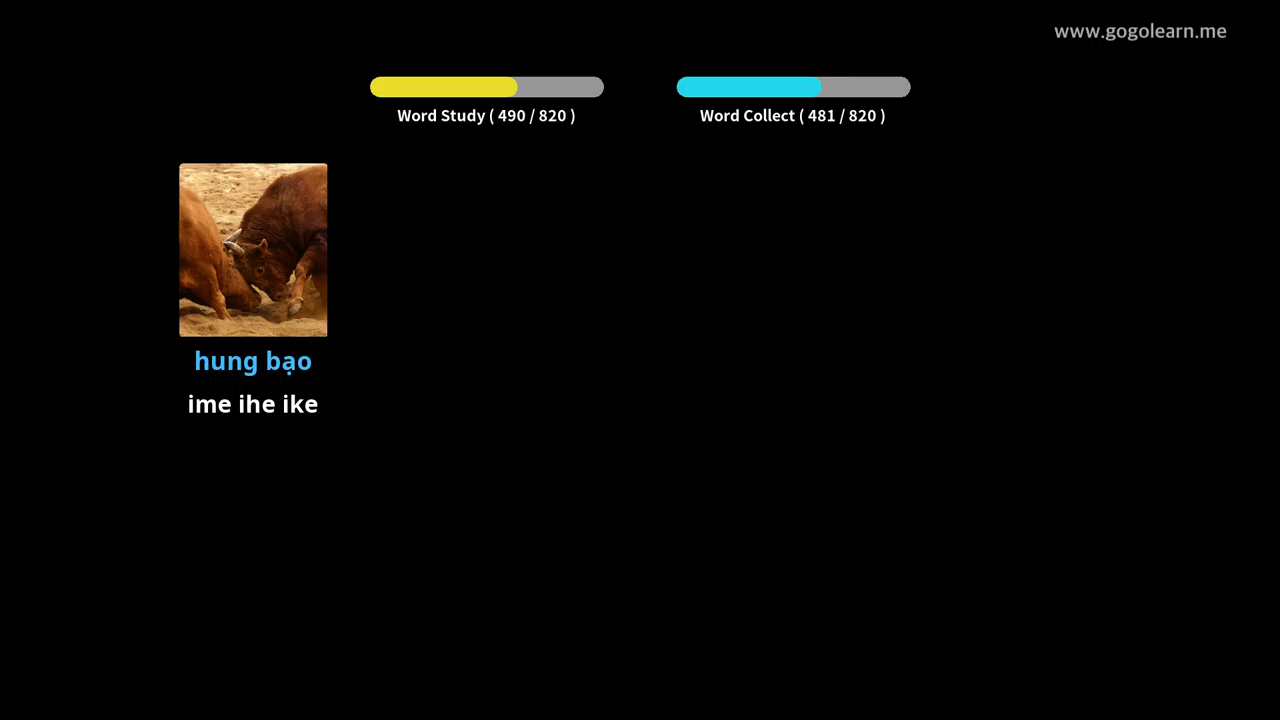 www.gogolearn.me
Word Study ( 490 / 820 )
Word Collect ( 481 / 820 )
hung bạo
ime ihe ike